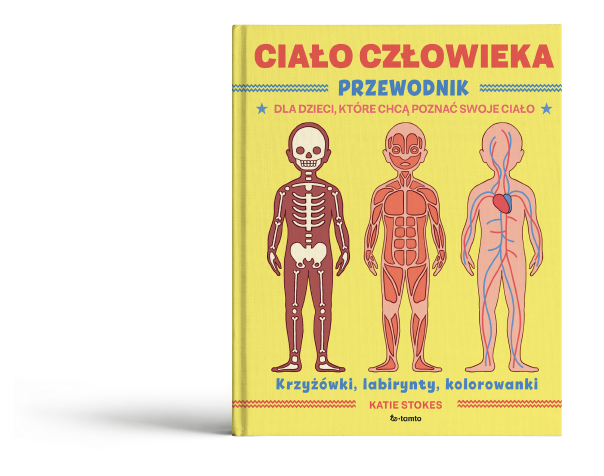 CIAŁO CZŁOWIEKA
PRZEWODNIK
DLA DZIECI, KTÓRE CHCĄ POZNAĆ SWOJE CIAŁO
Krzyżówki, labirynty, kolorowanki
KATIE STOKES
to-tamto